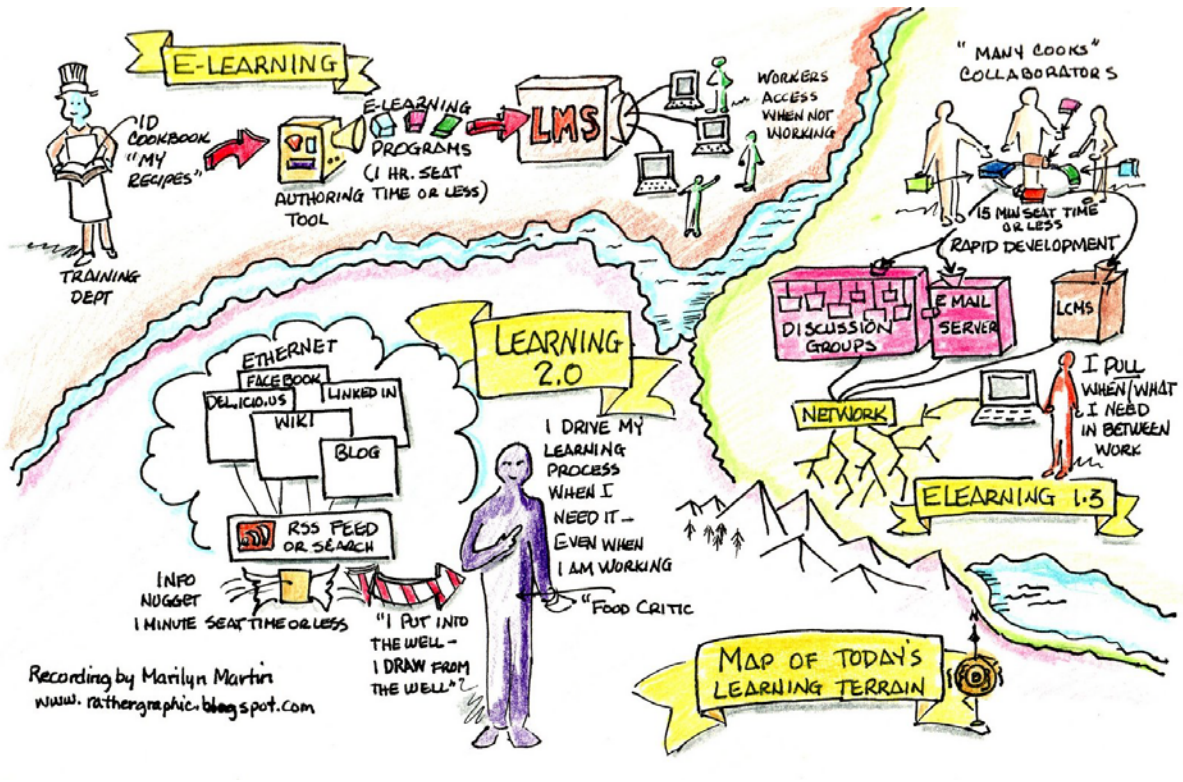 E-LEARNING
ID
COOKBOOK
"MY
RECIPES"
TRAINING
DEPT
AUTHORING
TOOL
E-LEARNING
PROGRAMS
(1 HR. SEAT
TIME OR LESS)
LMS
WORKERS
ACCESS
WHEN NOT
WORKING
"MANY COOKS"
COLLABORATORS
15 MIN SEAT TIME
OR LESS
RAPID DEVELOPMENT
DISCUSSION
GROUPS
E MAIL
SERVER
LCMS
NETWORK
I PULL
WHEN/WHAT
I NEED
IN BETWEEN
WORK
ELEARNING 1.3
LEARNING
2.0
ETHERNET
FACEBOOK
DEL.ICIO.US
LINKED IN
WIKI
BLOG
RSS FEED
OR SEARCH
INFO
NUGGET
1 MINUTE SEAT TIME OR LESS
"I PUT INTO
THE WELL -
I DRAW FROM
THE WELL"?
I DRIVE MY
LEARNING
PROCESS
WHEN I
NEED IT -
EVEN WHEN
I AM WORKING
"FOOD CRITIC
MAP OF TODAY'S
LEARNING TERRAIN
N
Recording by Marilyn Martin
www.rathergraphic.blogspot.com